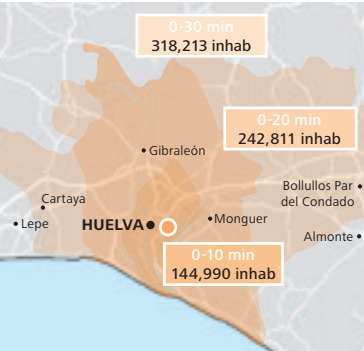 0-30 min
318,213 inhab
0-20 min
242,811 inhab
Gibraleón
Bollullos Par
del Condado
Cartaya
Lepe
HUELVA
Monguer
Almonte
0-10 min
144,990 inhab